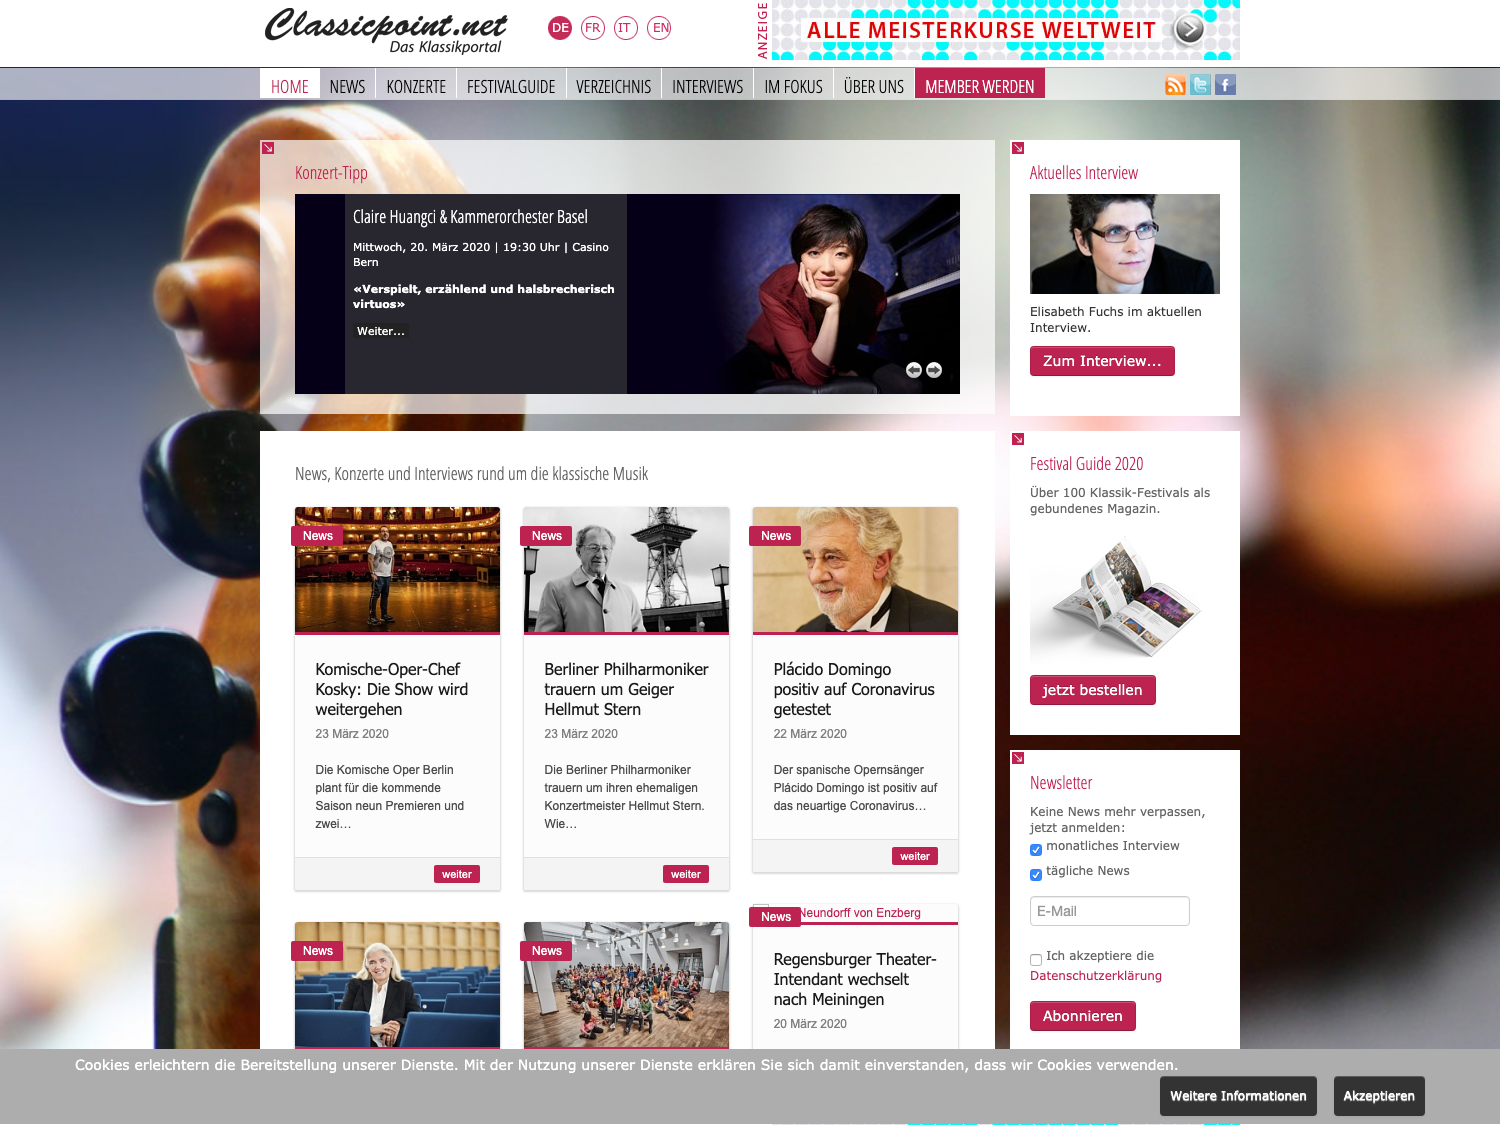 Classicpoint.net
Das Klassikportal
DE FR IT EN
ANZEIGE
ALLE MEISTERKURSE WELTWEIT
HOME NEWS KONZERTE FESTIVALGUIDE VERZEICHNIS INTERVIEWS IM FOKUS ÜBER UNS MEMBER WERDEN
Konzert-Tipp
Claire Huangci & Kammerorchester Basel
Mittwoch, 20. März 2020 | 19:30 Uhr | Casino
Bern
«Verspielt, erzählend und halsbrecherisch
virtuos»
Weiter...
Aktuelles Interview
Elisabeth Fuchs im aktuellen
Interview.
Zum Interview...
News, Konzerte und Interviews rund um die klassische Musik
News
Komische-Oper-Chef
Kosky: Die Show wird
weitergehen
23 März 2020
Die Komische Oper Berlin
plant für die kommende
Saison neun Premieren und
zwei...
weiter
News
Berliner Philharmoniker
trauern um Geiger
Hellmut Stern
23 März 2020
Die Berliner Philharmoniker
trauern um ihren ehemaligen
Konzertmeister Hellmut Stern.
Wie...
weiter
News
Plácido Domingo
positiv auf Coronavirus
getestet
22 März 2020
Der spanische Opernsänger
Plácido Domingo ist positiv auf
das neuartige Coronavirus...
weiter
News
News
News
Neundorff von Enzberg
Regensburger Theater-
Intendant wechselt
nach Meiningen
20 März 2020
Festival Guide 2020
Über 100 Klassik-Festivals als
gebundenes Magazin.
jetzt bestellen
Newsletter
Keine News mehr verpassen,
jetzt anmelden:
monatliches Interview
tägliche News
E-Mail
Ich akzeptiere die
Datenschutzerklärung
Abonnieren
Cookies erleichtern die Bereitstellung unserer Dienste. Mit der Nutzung unserer Dienste erklären Sie sich damit einverstanden, dass wir Cookies verwenden.
Weitere Informationen
Akzeptieren